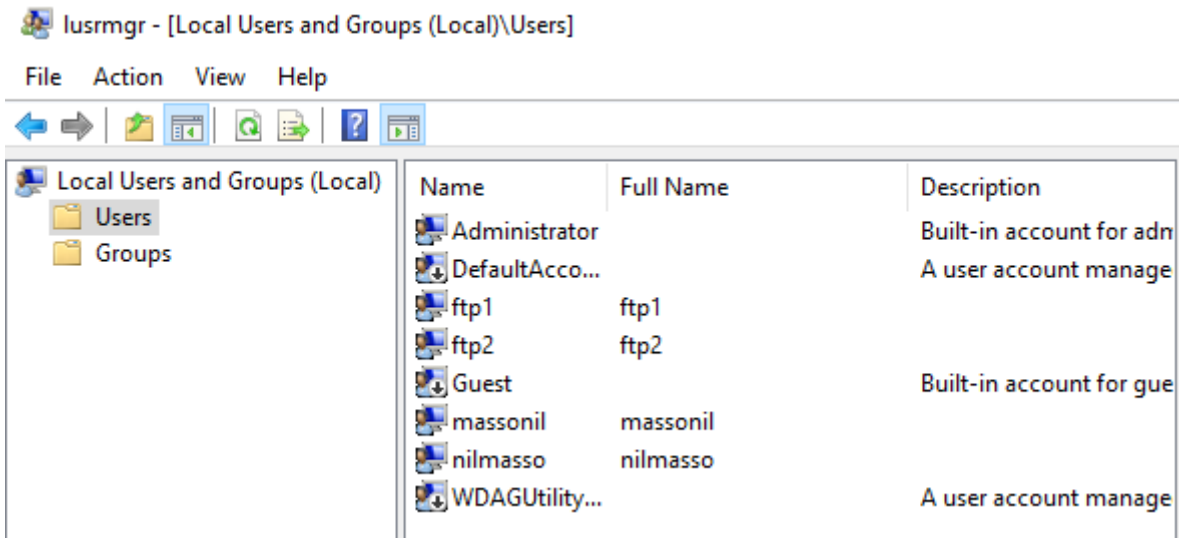 lusrmgr - [Local Users and Groups (Local)\Users]
File Action View Help
Local Users and Groups (Local)
Users
Groups
Name Full Name Description
Administrator Built-in account for adm
DefaultAcco... A user account manage
ftp1 ftp1
ftp2 ftp2
Guest Built-in account for gue
massonil massonil
nilmasso nilmasso
WDAGUtility... A user account manage